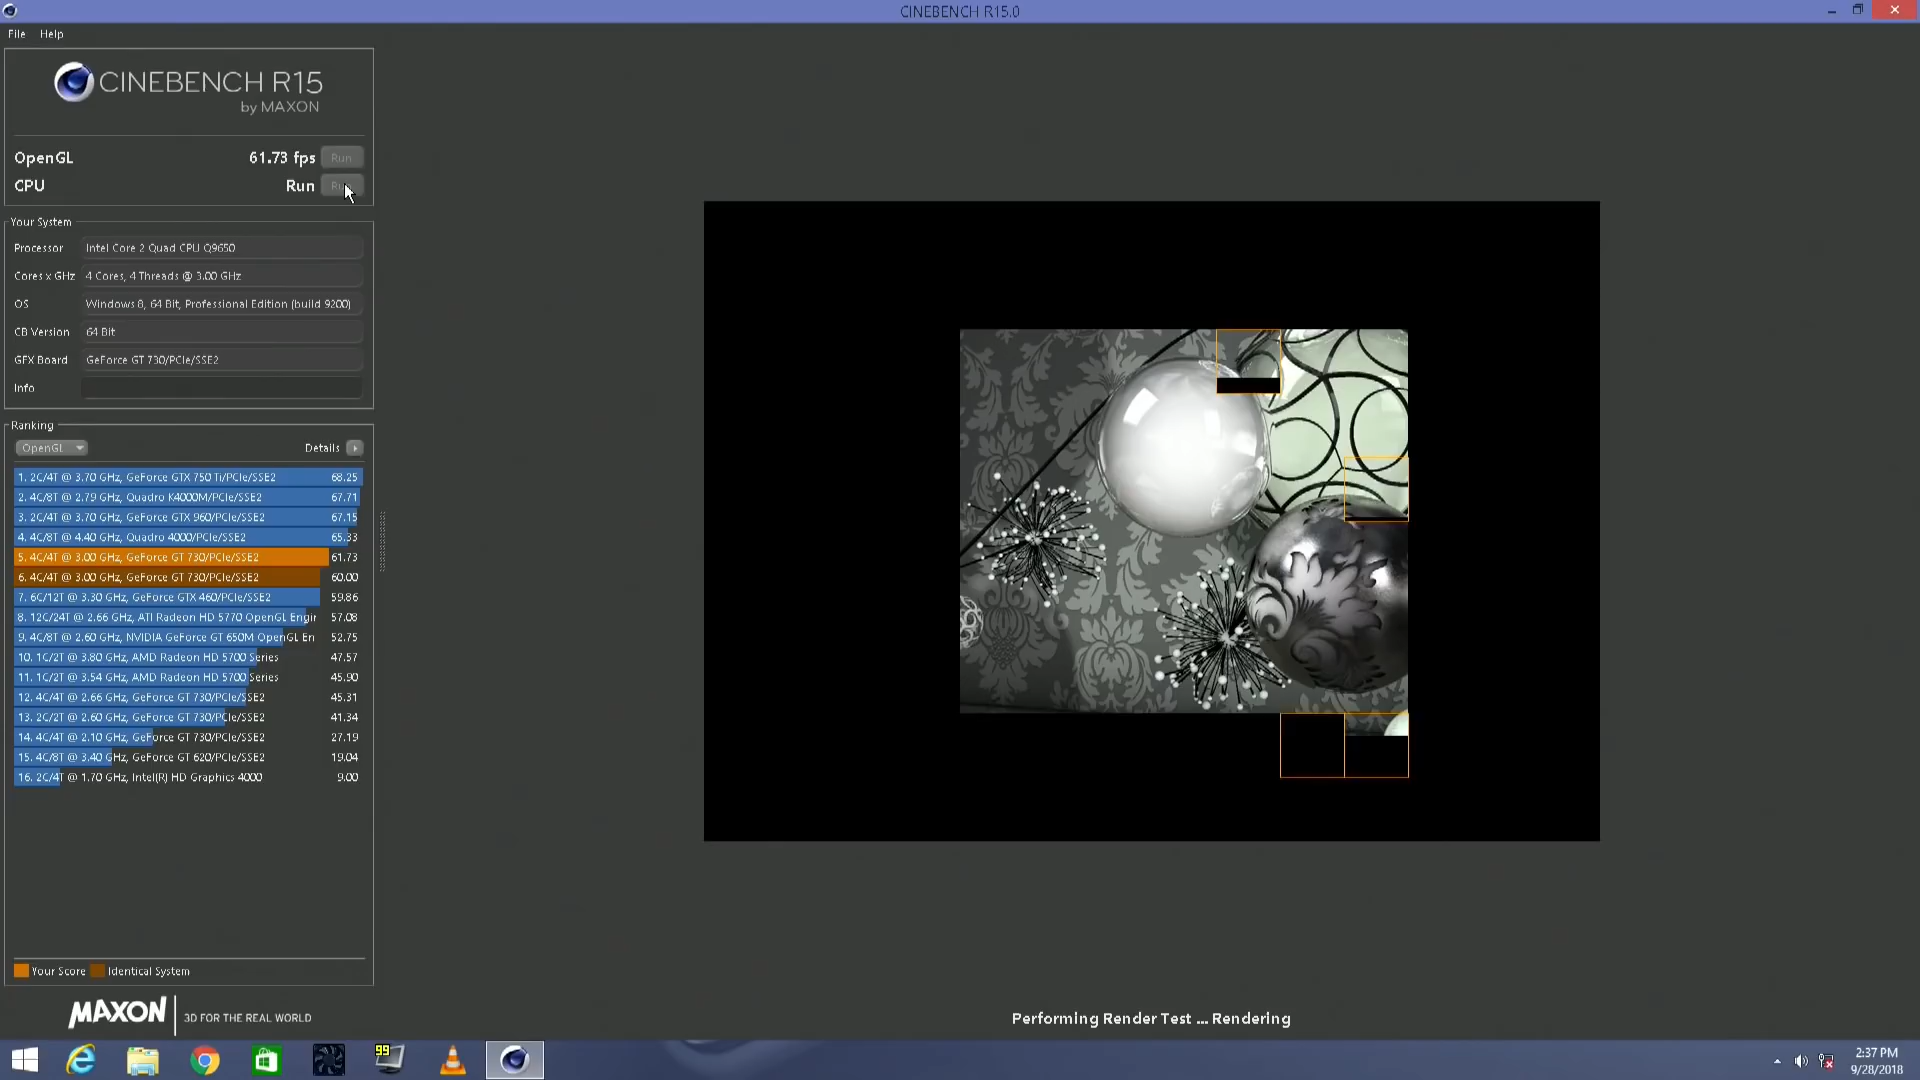 CINEBENCH R15.0
File Help
CINEBENCH R15
by MAXON
OpenGL 61.73 fps Run
CPU Run
Your System
Processor Intel Core 2 Quad CPU Q9650
Cores x GHz 4 Cores, 4 Threads @ 3.00 GHz
OS Windows 8, 64 Bit, Professional Edition (build 9200)
CB Version 64 Bit
GFX Board GeForce GT 730/PCIe/SSE2
Info
Ranking
OpenGL Details
1. 2C/4T @ 3.70 GHz, GeForce GTX 750 Ti/PCIe/SSE2 68.25
2. 4C/8T @ 2.79 GHz, Quadro K4000M/PCIe/SSE2 67.71
3. 2C/4T @ 3.70 GHz, GeForce GTX 960/PCIe/SSE2 67.15
4. 4C/8T @ 4.40 GHz, Quadro 4000/PCIe/SSE2 65.33
5. 4C/4T @ 3.00 GHz, GeForce GT 730/PCIe/SSE2 61.73
6. 4C/4T @ 3.00 GHz, GeForce GT 730/PCIe/SSE2 60.00
7. 6C/12T @ 3.30 GHz, GeForce GTX 460/PCIe/SSE2 59.86
8. 12C/24T @ 2.66 GHz, ATI Radeon HD 5770 OpenGL Engin 57.08
9. 4C/8T @ 2.60 GHz, NVIDIA GeForce GT 650M OpenGL En 52.75
10. 1C/2T @ 3.80 GHz, AMD Radeon HD 5700 Series 47.57
11. 1C/2T @ 3.54 GHz, AMD Radeon HD 5700 Series 45.90
12. 4C/4T @ 2.66 GHz, GeForce GT 730/PCIe/SSE2 45.31
13. 2C/2T @ 2.60 GHz, GeForce GT 730/PCIe/SSE2 41.34
14. 4C/4T @ 2.10 GHz, GeForce GT 730/PCIe/SSE2 27.19
15. 4C/8T @ 3.40 GHz, GeForce GT 620/PCIe/SSE2 19.04
16. 2C/4T @ 1.70 GHz, Intel(R) HD Graphics 4000 9.00
Your Score Identical System
MAXON 3D FOR THE REAL WORLD
Performing Render Test ... Rendering
99
2:37 PM
9/28/2018